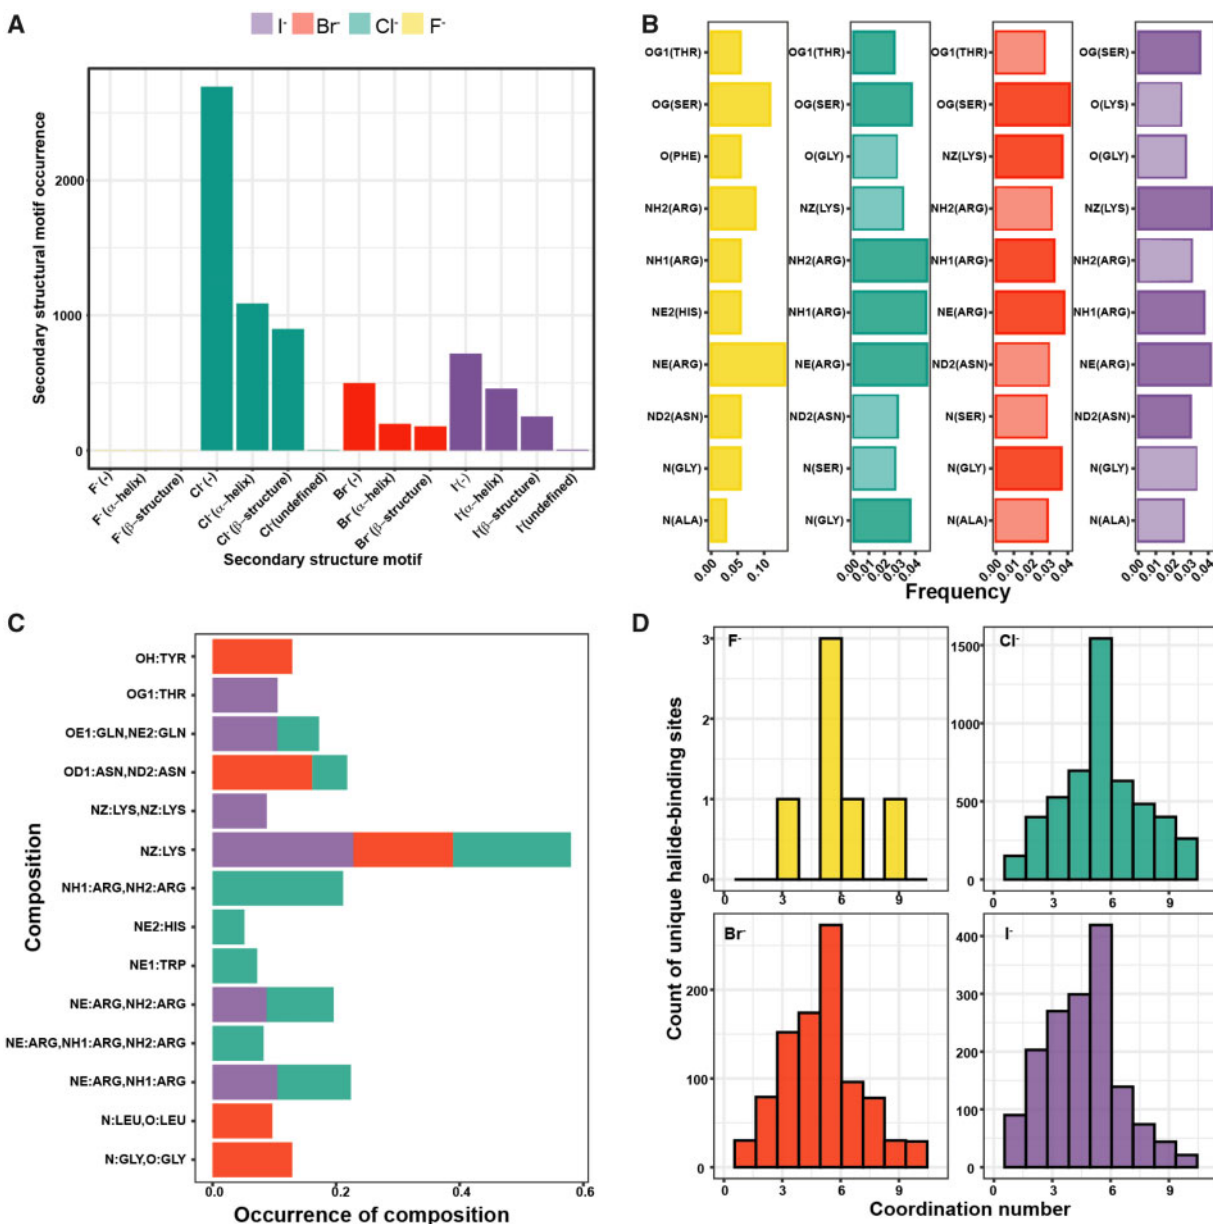 A
I⁻ Br⁻ Cl⁻ F⁻
Secondary structural motif occurrence
2000
1000
0
F⁻ (-)
F⁻ (α−helix)
F⁻ (β−structure)
Cl⁻ (-)
Cl⁻ (α−helix)
Cl⁻ (β−structure)
Cl⁻(undefined)
Br⁻ (-)
Br⁻ (α−helix)
Br⁻ (β−structure)
I⁻(-)
I⁻(α−helix)
I⁻(β−structure)
I⁻(undefined)
Secondary structure motif
B
OG1(THR)
OG(SER)
O(PHE)
NH2(ARG)
NH1(ARG)
NE2(HIS)
NE(ARG)
ND2(ASN)
N(GLY)
N(ALA)
0.00 0.05 0.10
OG1(THR)
OG(SER)
O(GLY)
NZ(LYS)
NH2(ARG)
NH1(ARG)
NE(ARG)
ND2(ASN)
N(SER)
N(GLY)
0.00 0.01 0.02 0.03 0.04
OG1(THR)
OG(SER)
NZ(LYS)
NH2(ARG)
NH1(ARG)
NE(ARG)
ND2(ASN)
N(SER)
N(GLY)
N(ALA)
0.00 0.01 0.02 0.03 0.04
OG(SER)
O(LYS)
O(GLY)
NZ(LYS)
NH2(ARG)
NH1(ARG)
NE(ARG)
ND2(ASN)
N(GLY)
N(ALA)
0.00 0.01 0.02 0.03 0.04
Frequency
C
Composition
OH:TYR
OG1:THR
OE1:GLN,NE2:GLN
OD1:ASN,ND2:ASN
NZ:LYS,NZ:LYS
NZ:LYS
NH1:ARG,NH2:ARG
NE2:HIS
NE1:TRP
NE:ARG,NH2:ARG
NE:ARG,NH1:ARG,NH2:ARG
NE:ARG,NH1:ARG
N:LEU,O:LEU
N:GLY,O:GLY
0.0 0.2 0.4 0.6
Occurrence of composition
D
Count of unique halide-binding sites
F⁻
3
2
1
0
0 3 6 9
Cl⁻
1500
1000
500
0
0 3 6 9
Br⁻
200
100
0
0 3 6 9
I⁻
400
300
200
100
0
0 3 6 9
Coordination number